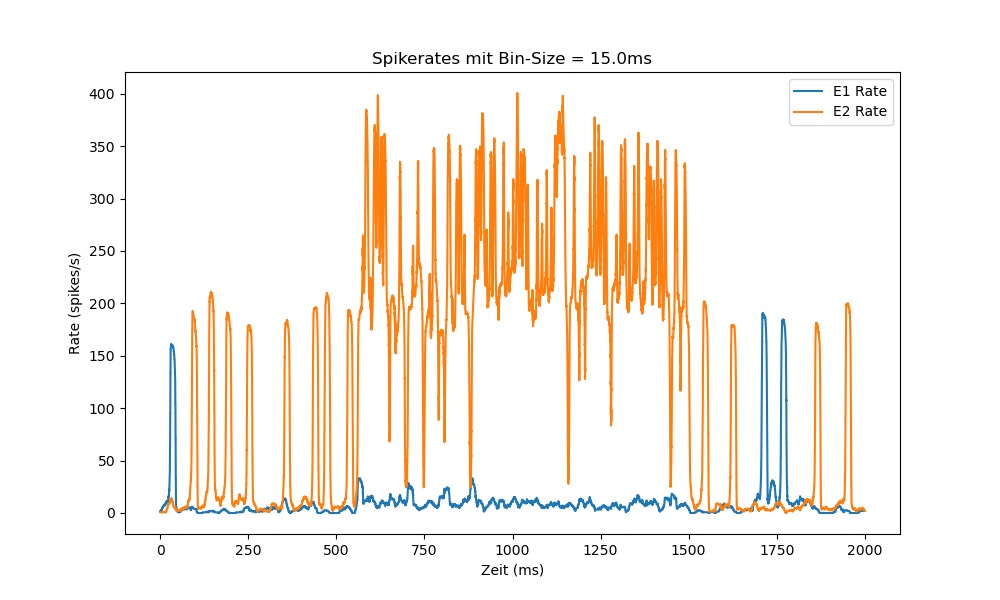 Spikerates mit Bin-Size = 15.0ms
E1 Rate
E2 Rate
Rate (spikes/s)
400
350
300
250
200
150
100
50
0
0 250 500 750 1000 1250 1500 1750 2000
Zeit (ms)